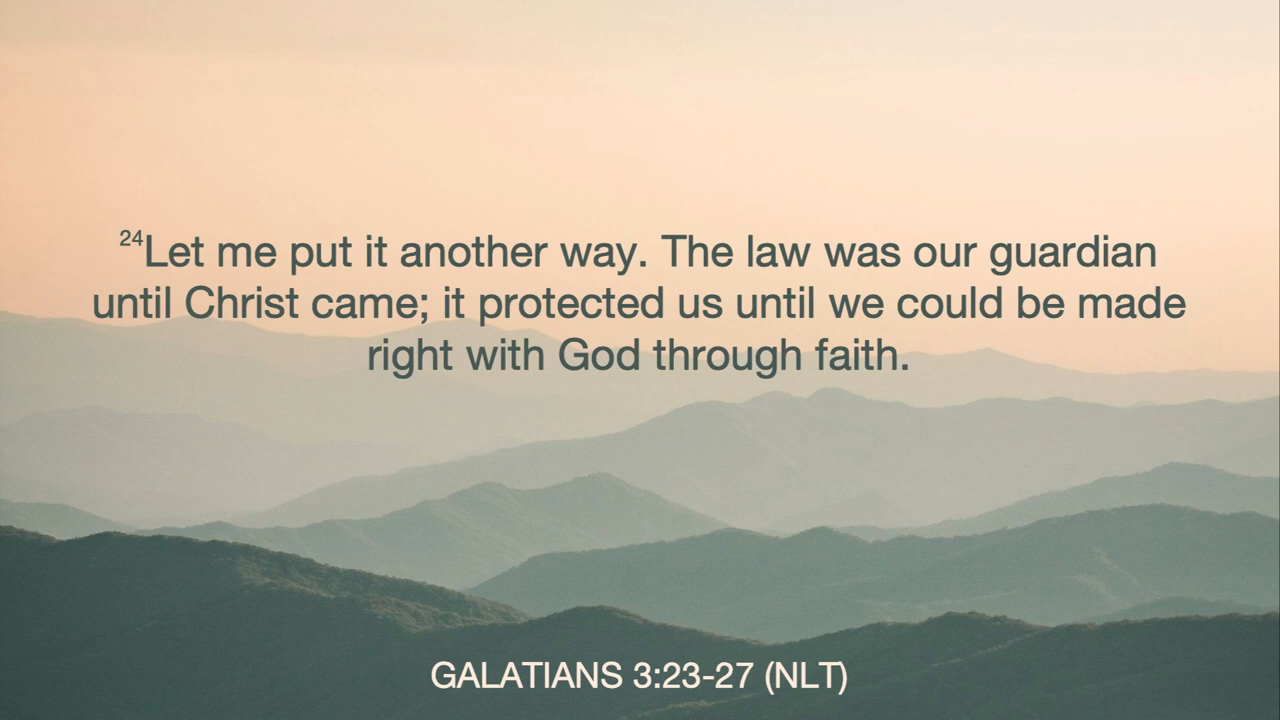 24Let me put it another way. The law was our guardian
until Christ came; it protected us until we could be made
right with God through faith.
GALATIANS 3:23-27 (NLT)